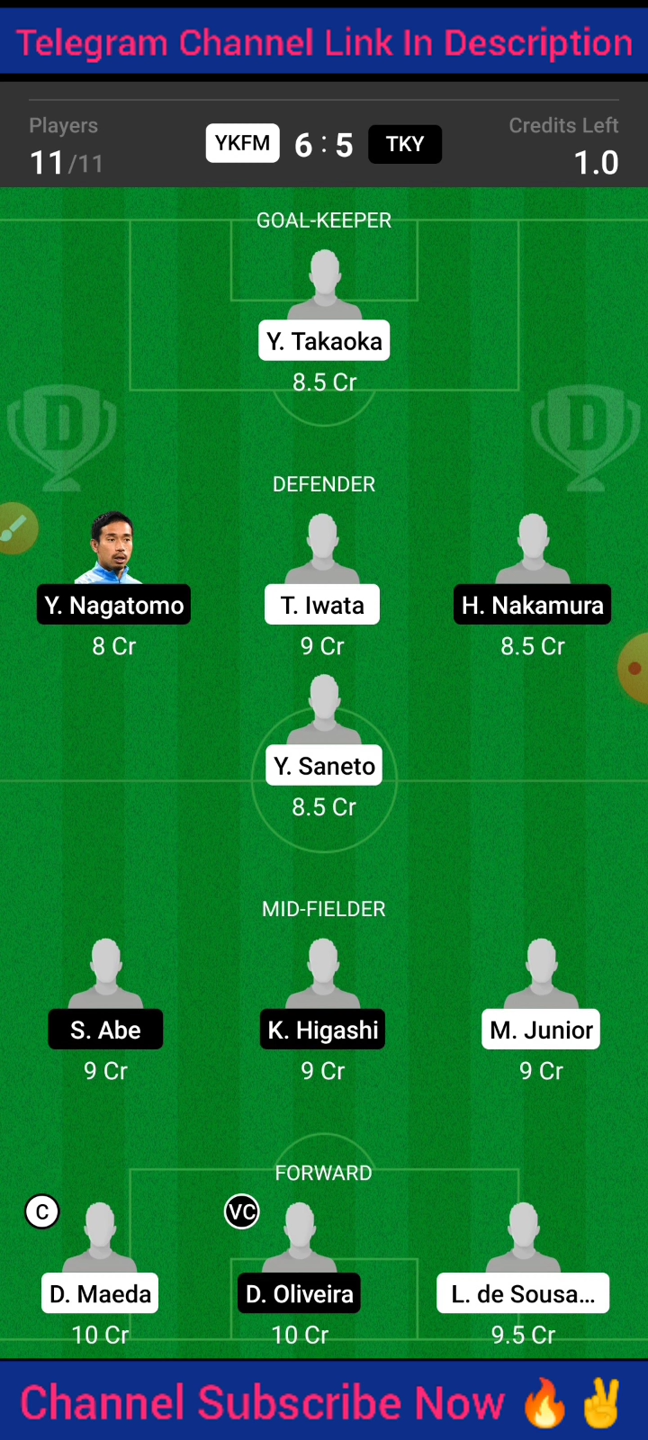 Telegram Channel Link In Description
Players
11/11
YKFM 6 : 5 TKY
Credits Left
1.0
GOAL-KEEPER
Y. Takaoka
8.5 Cr
D D
DEFENDER
Y. Nagatomo T. Iwata H. Nakamura
8 Cr 9 Cr 8.5 Cr
Y. Saneto
8.5 Cr
MID-FIELDER
S. Abe K. Higashi M. Junior
9 Cr 9 Cr 9 Cr
FORWARD
C VC
D. Maeda D. Oliveira L. de Sousa...
10 Cr 10 Cr 9.5 Cr
Channel Subscribe Now 🔥✌